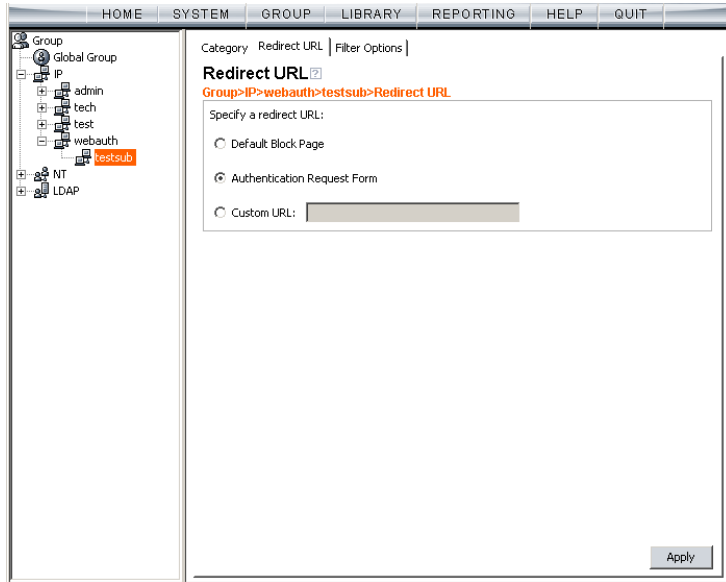 HOME SYSTEM GROUP LIBRARY REPORTING HELP QUIT
Group
Global Group
IP
admin
tech
test
webauth
testsub
NT
LDAP
Category Redirect URL Filter Options
Redirect URL ?
Group>IP>webauth>testsub>Redirect URL
Specify a redirect URL:
Default Block Page
Authentication Request Form
Custom URL:
Apply